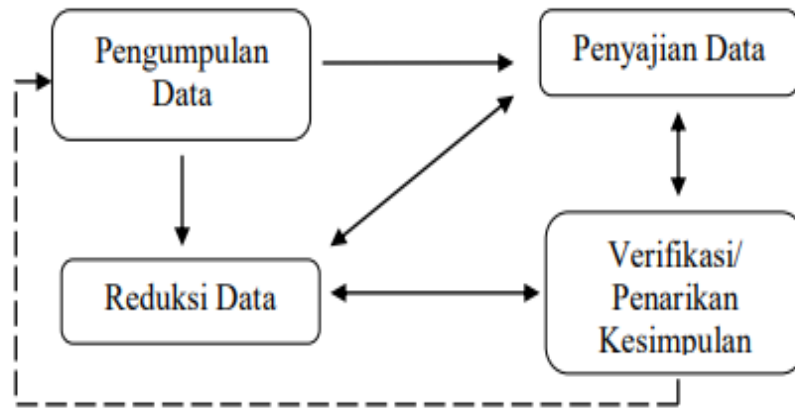 Pengumpulan
Data
Penyajian Data
Reduksi Data
Verifikasi/
Penarikan
Kesimpulan